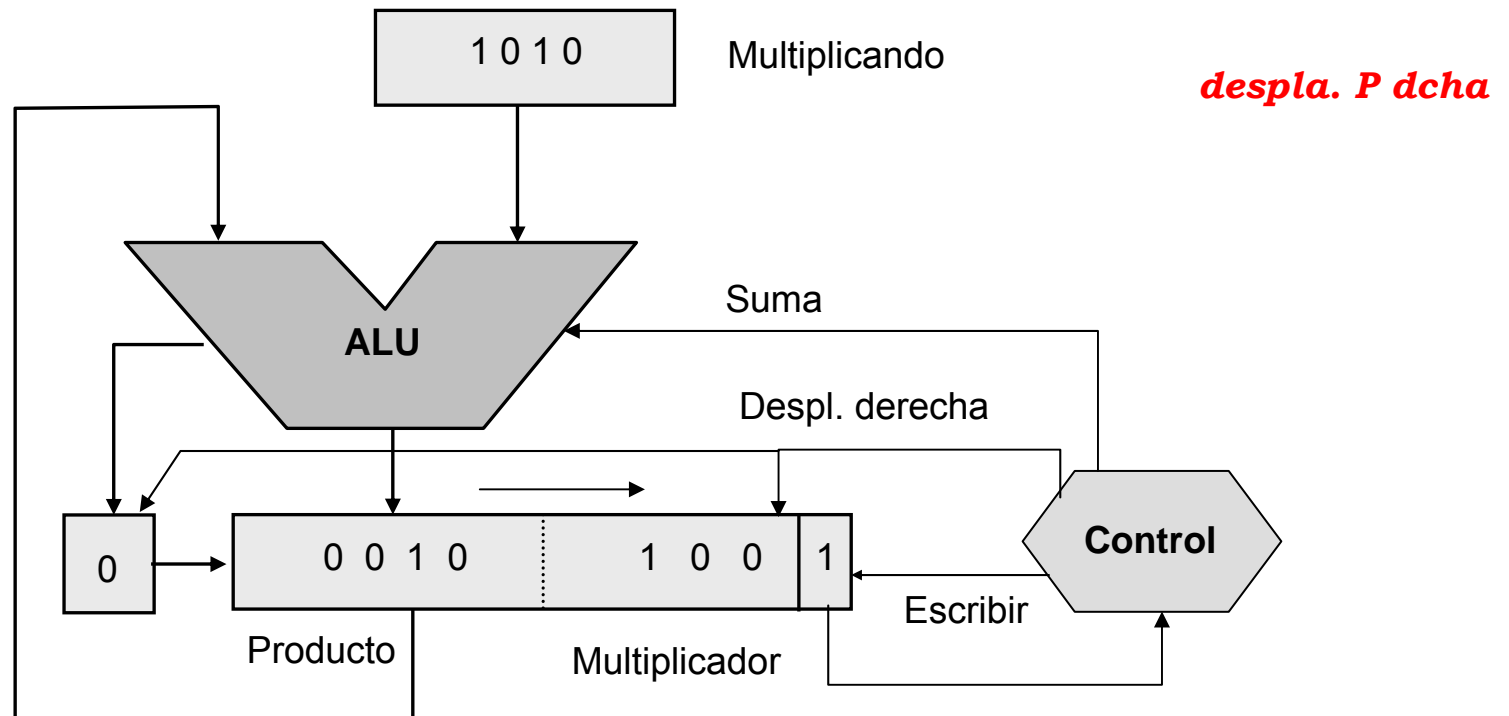 1 0 1 0
Multiplicando
despla. P dcha
Suma
ALU
Despl. derecha
0
0 0 1 0
1 0 0
1
Control
Escribir
Producto
Multiplicador